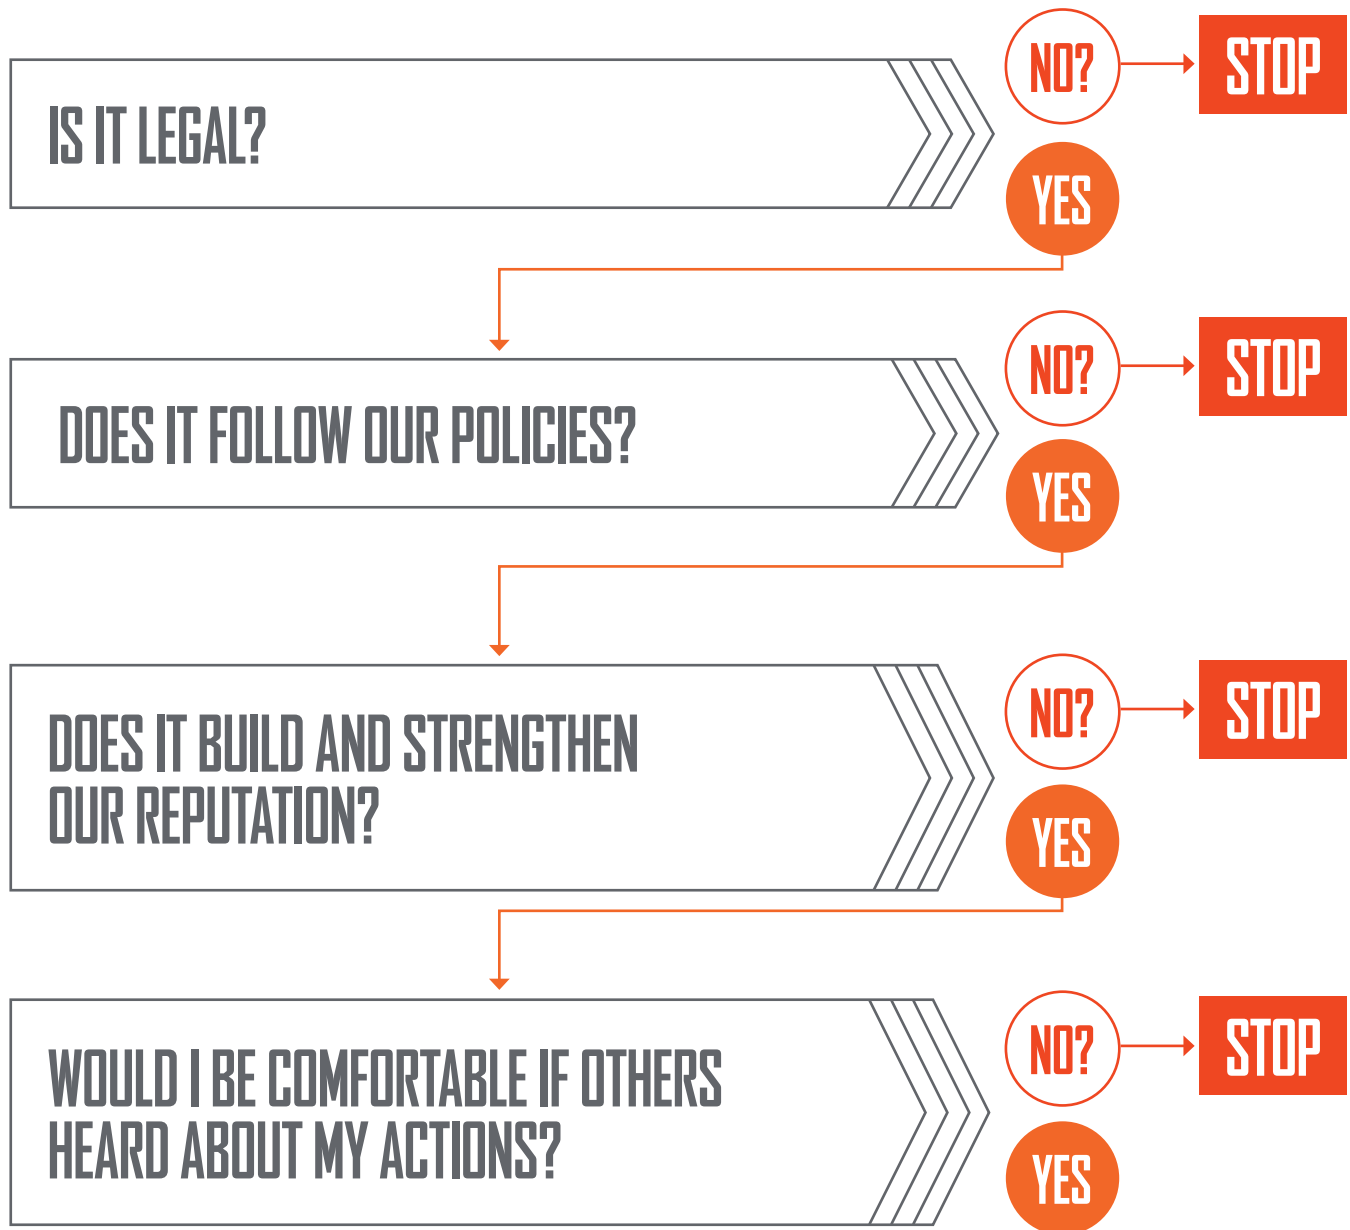 IS IT LEGAL?
NO?
STOP
YES
DOES IT FOLLOW OUR POLICIES?
NO?
STOP
YES
DOES IT BUILD AND STRENGTHEN
OUR REPUTATION?
NO?
STOP
YES
WOULD I BE COMFORTABLE IF OTHERS
HEARD ABOUT MY ACTIONS?
NO?
STOP
YES